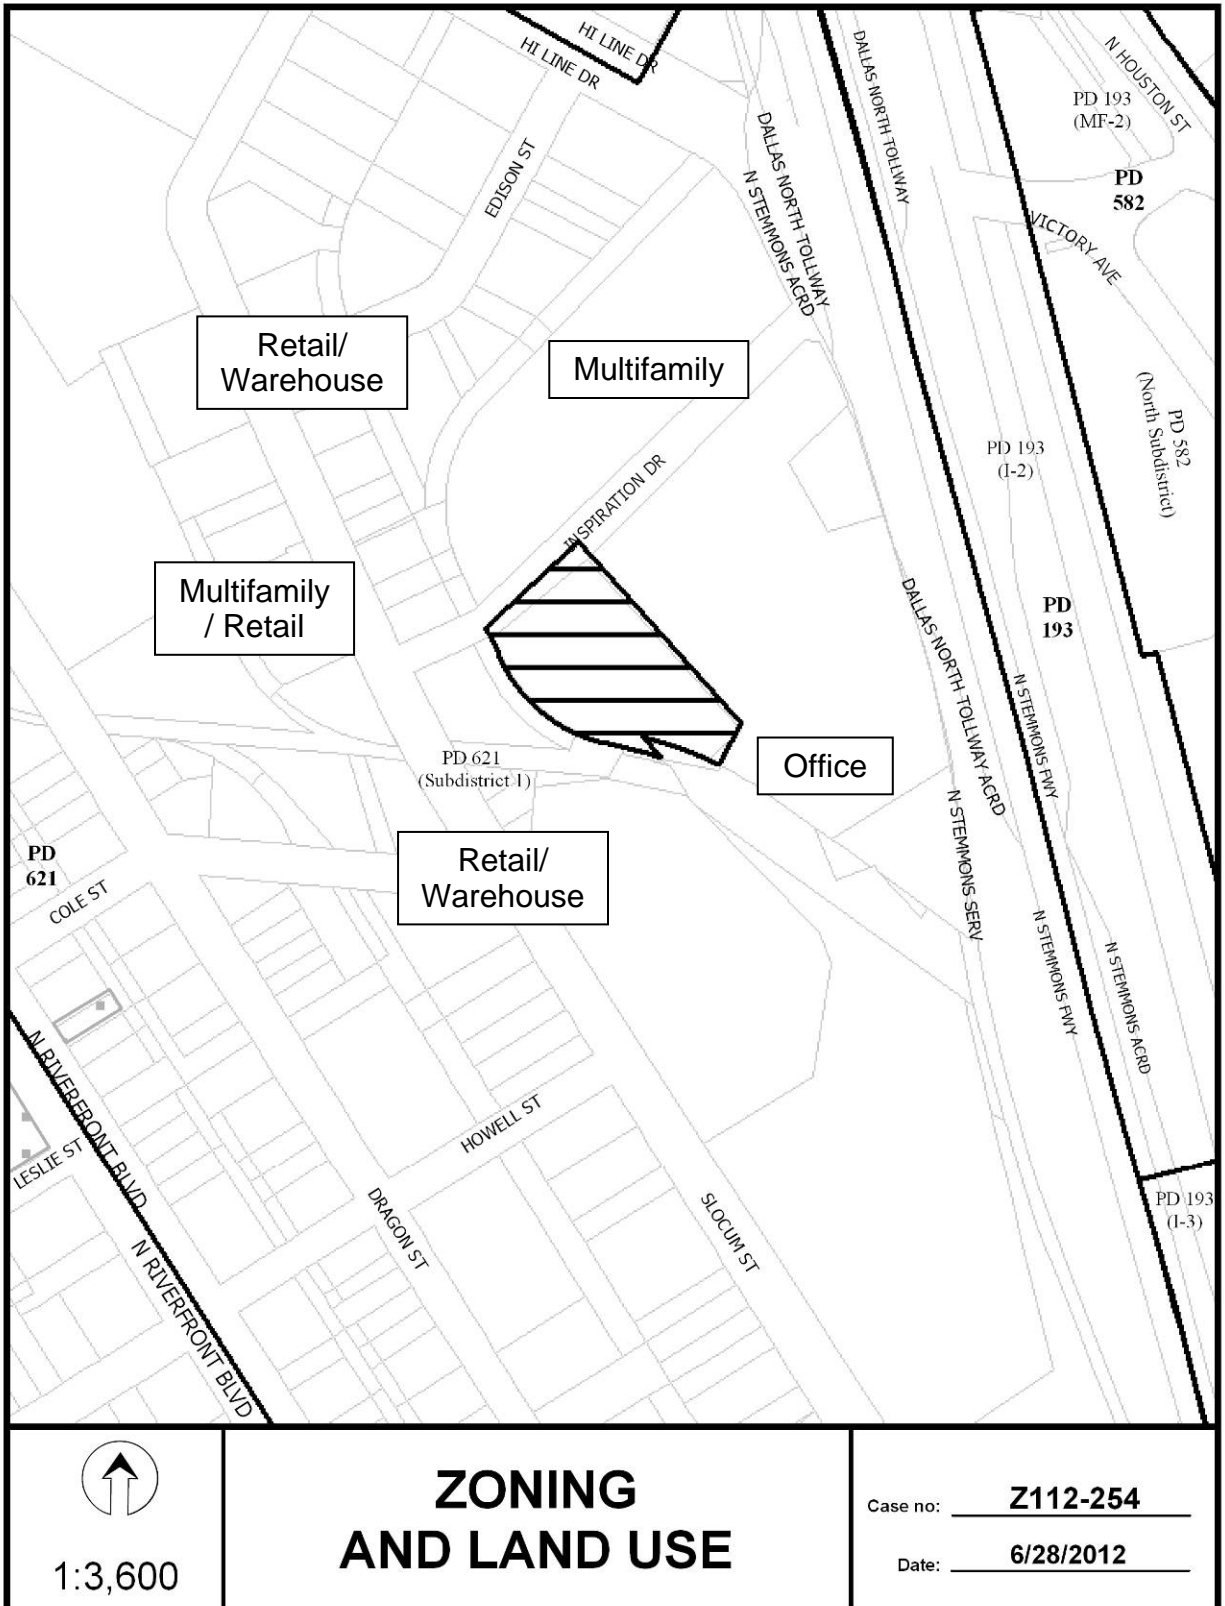 HI LINE DR
HI LINE DR
EDISON ST
DALLAS NORTH TOLLWAY
N STEMMONS ACRD
DALLAS NORTH TOLLWAY
N HOUSTON ST
PD 193
(MF-2)
PD
582
VICTORY AVE
Retail/
Warehouse
Multifamily
PD 582
(North Subdistrict)
PD 193
(I-2)
INSPIRATION DR
Multifamily
/ Retail
DALLAS NORTH TOLLWAY ACRD
PD
193
N STEMMONS FWY
PD 621
(Subdistrict 1)
Office
N STEMMONS SERV
Retail/
Warehouse
PD
621
COLE ST
N STEMMONS FWY
N STEMMONS ACRD
N RIVERFRONT BLVD
LESLIE ST
HOWELL ST
DRAGON ST
SLOCUM ST
PD 193
(I-3)
N RIVERFRONT BLVD
1:3,600
ZONING
AND LAND USE
Case no: Z112-254
Date: 6/28/2012